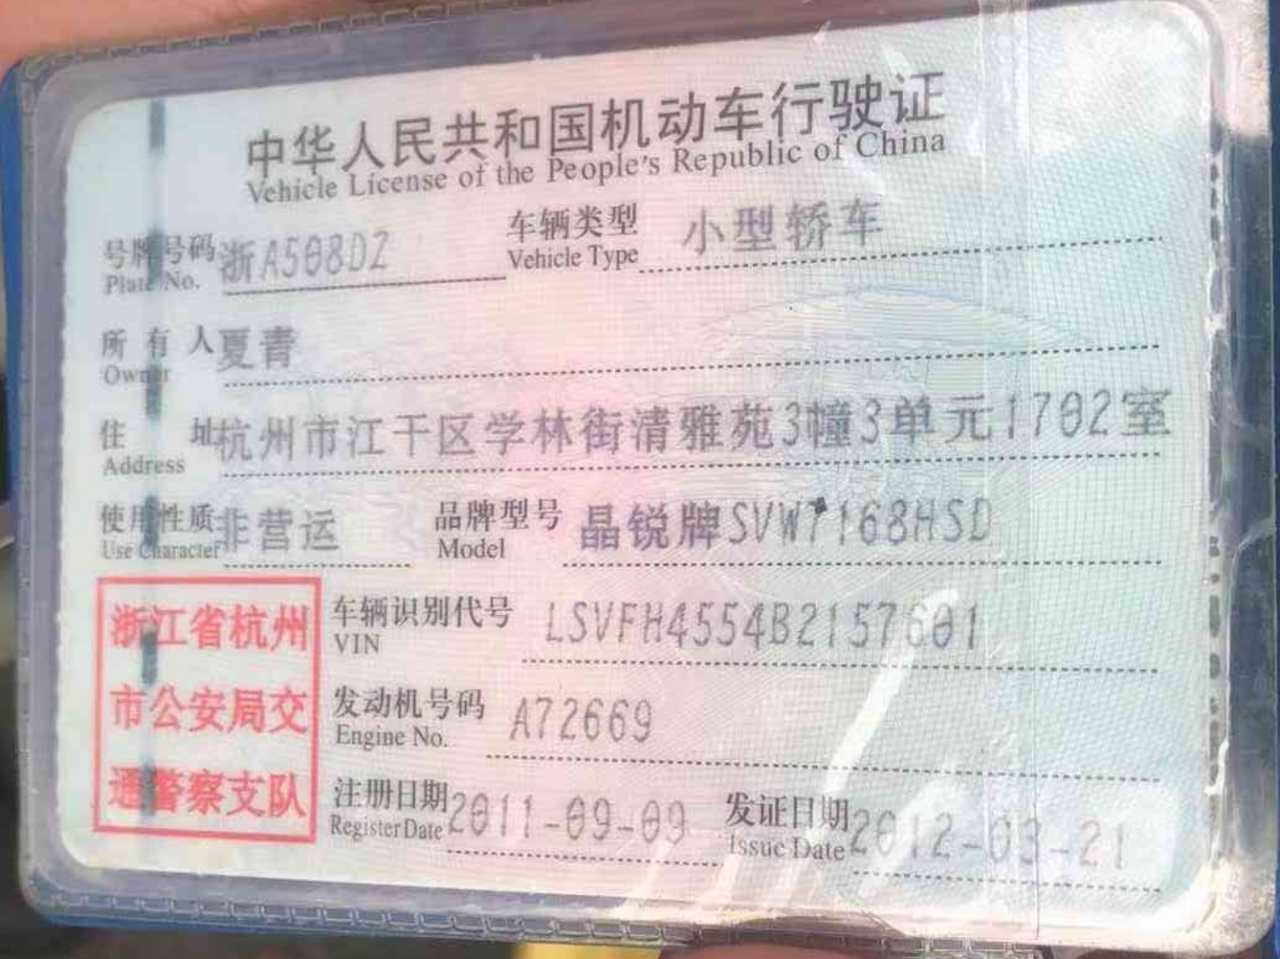 中华人民共和国机动车行驶证
Vehicle License of the People's Republic of China
号牌号码 浙A508DZ 车辆类型 小型轿车
Plate No. Vehicle Type
所有人 夏青
Owner
住址 杭州市江干区学林街清雅苑3幢3单元1702室
Address
使用性质 非营运 品牌型号 晶锐牌SVW7168HSD
Use Character Model
浙江省杭州
市公安局交
通警察支队
车辆识别代号 LSVFH4554B2157601
VIN
发动机号码 A72669
Engine No.
注册日期 2011-09-09 发证日期 2012-03-21
Register Date Issue Date